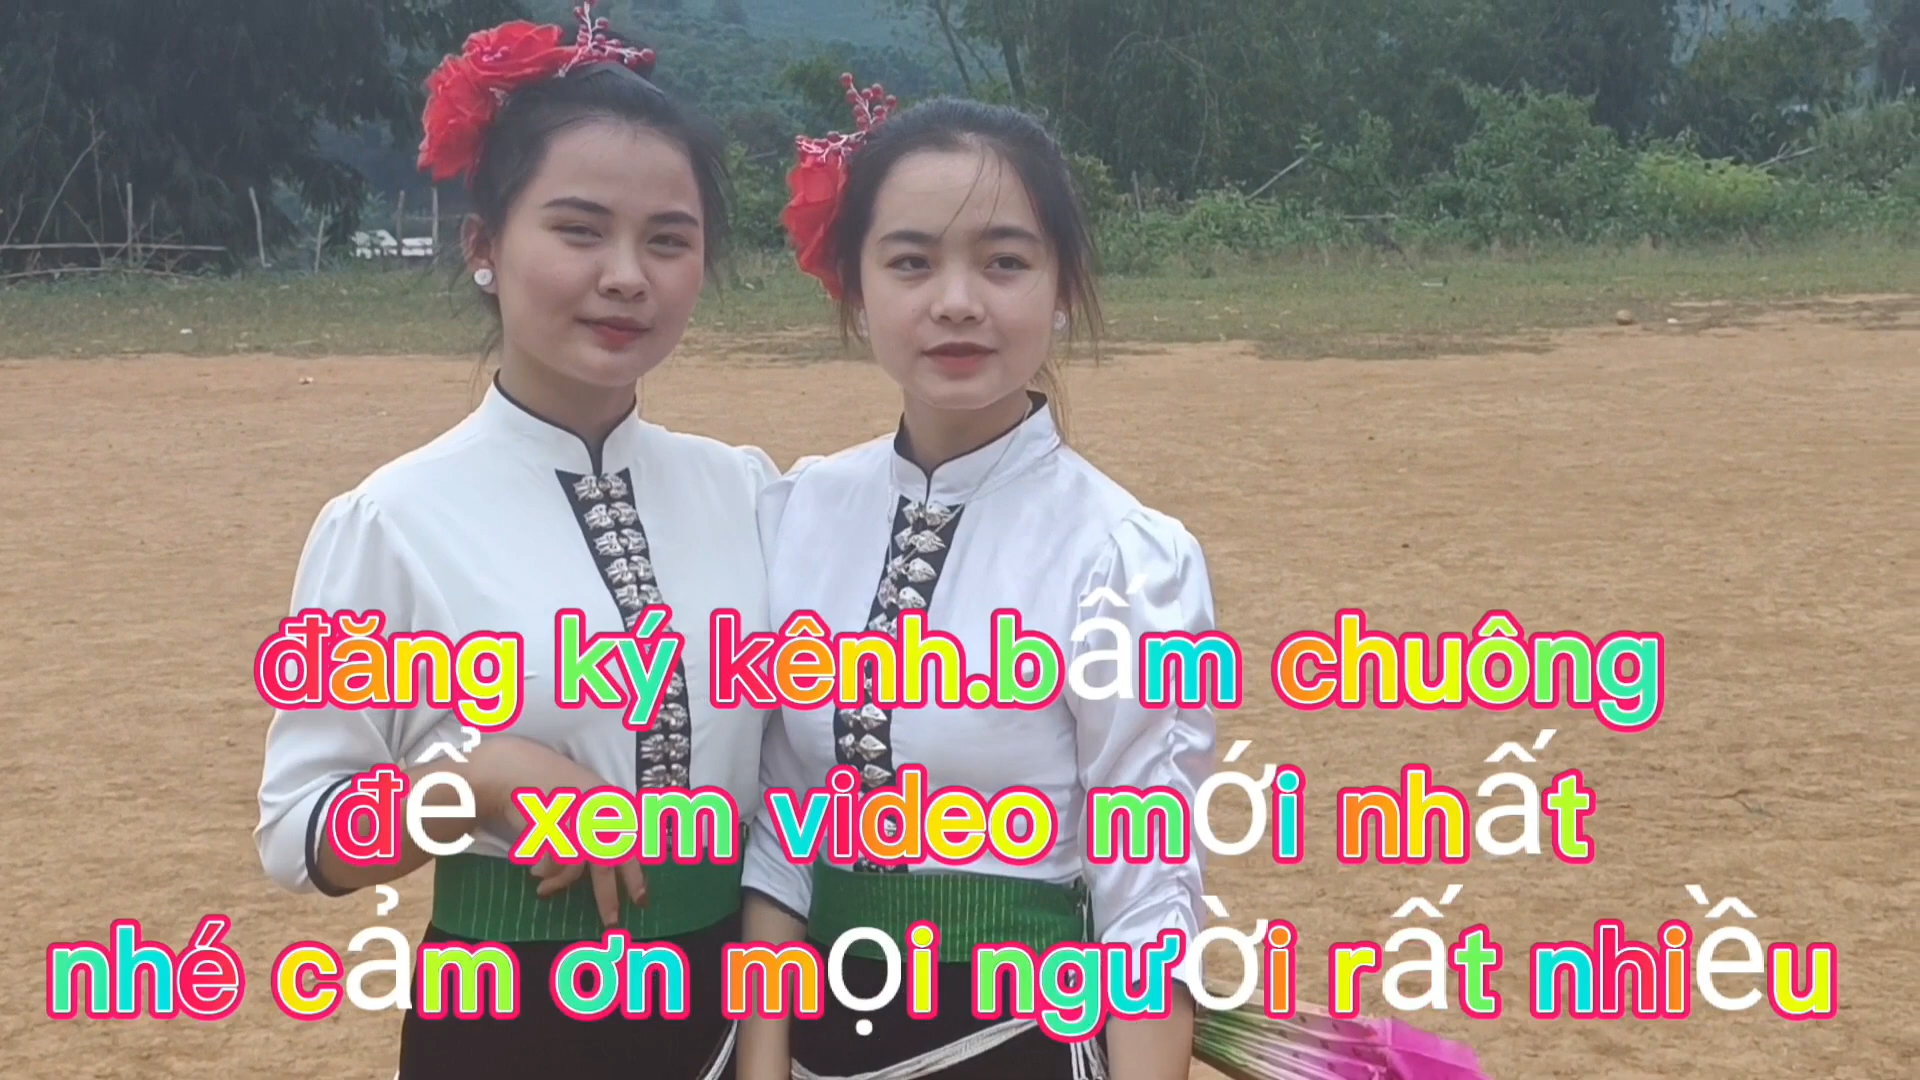 đăng ký kênh.bấm chuông
để xem video mới nhất
nhé cảm ơn mọi người rất nhiều